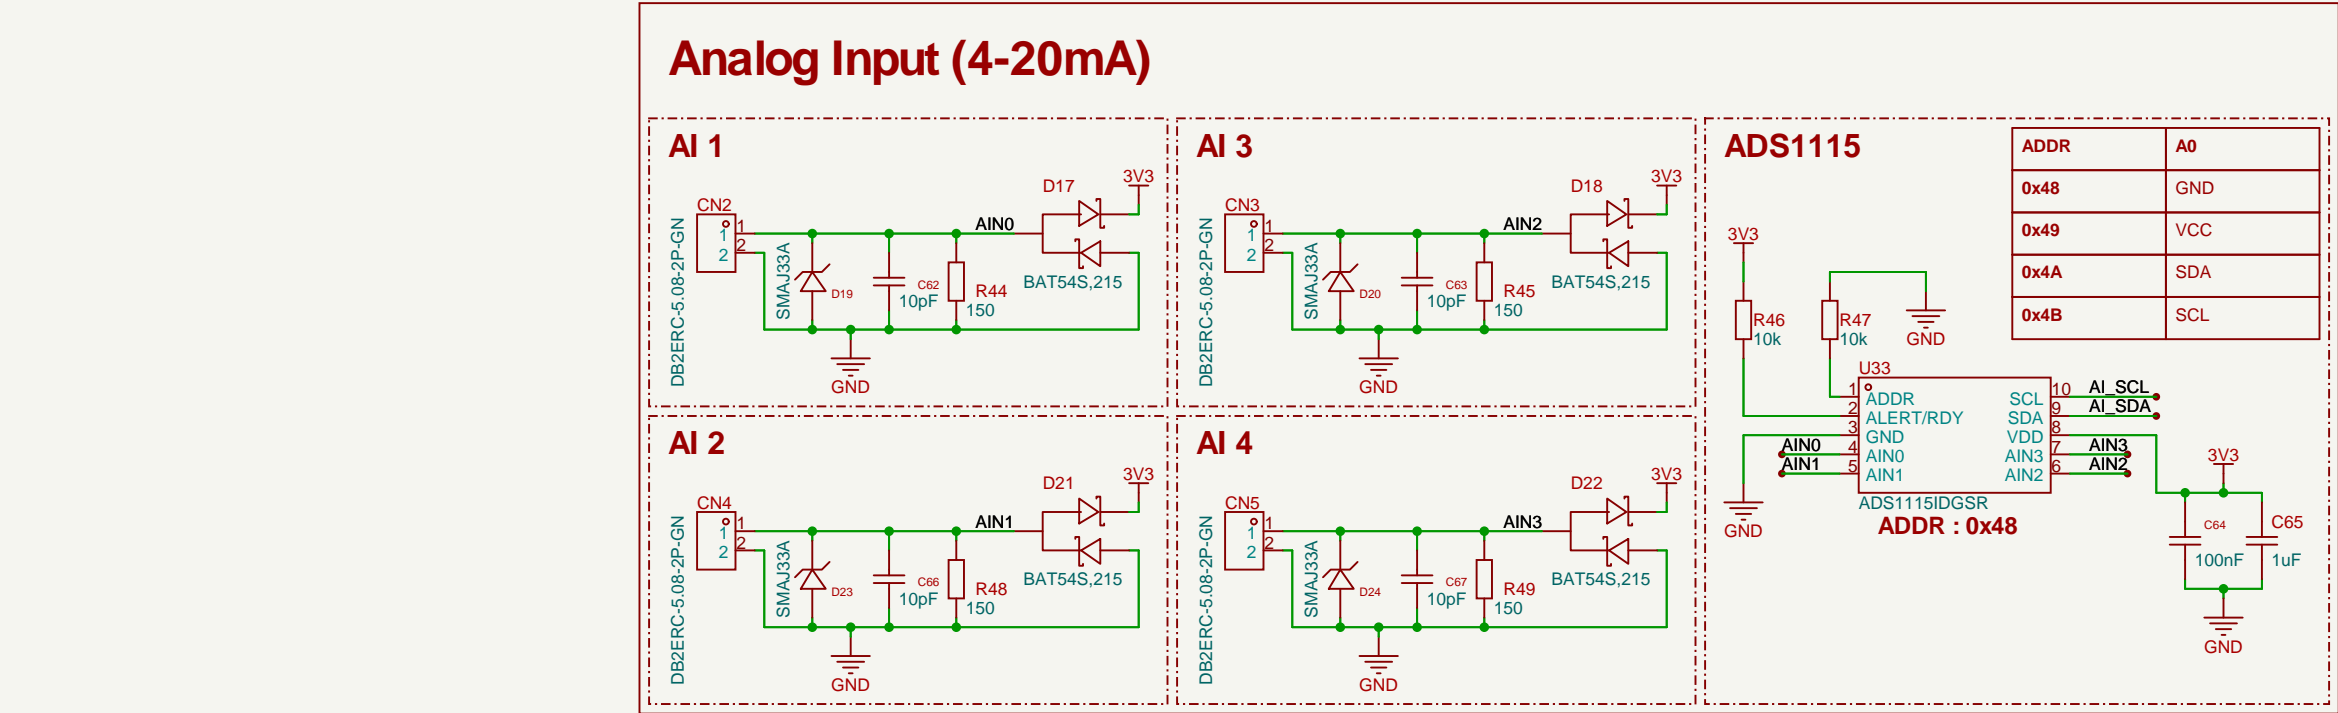 Analog Input (4-20mA)
AI 1
CN2
1
2
1
2
DB2ERC-5.08-2P-GN
SMAJ33A
D19
C62
10pF
R44
150
AIN0
D17
3V3
BAT54S,215
GND
AI 3
CN3
1
2
1
2
DB2ERC-5.08-2P-GN
SMAJ33A
D20
C63
10pF
R45
150
AIN2
D18
3V3
BAT54S,215
GND
AI 2
CN4
1
2
1
2
DB2ERC-5.08-2P-GN
SMAJ33A
D23
C66
10pF
R48
150
AIN1
D21
3V3
BAT54S,215
GND
AI 4
CN5
1
2
1
2
DB2ERC-5.08-2P-GN
SMAJ33A
D24
C67
10pF
R49
150
AIN3
D22
3V3
BAT54S,215
GND
ADS1115
ADDR A0
0x48 GND
0x49 VCC
0x4A SDA
0x4B SCL
3V3
R46
10k
R47
10k
GND
U33
1 ADDR
2 ALERT/RDY
3 GND
AIN0 4 AIN0
AIN1 5 AIN1
SCL 10 AI_SCL
SDA 9 AI_SDA
VDD 8
AIN3 7 AIN3
AIN2 6 AIN2
ADS1115IDGSR
ADDR : 0x48
GND
3V3
C64
100nF
C65
1uF
GND